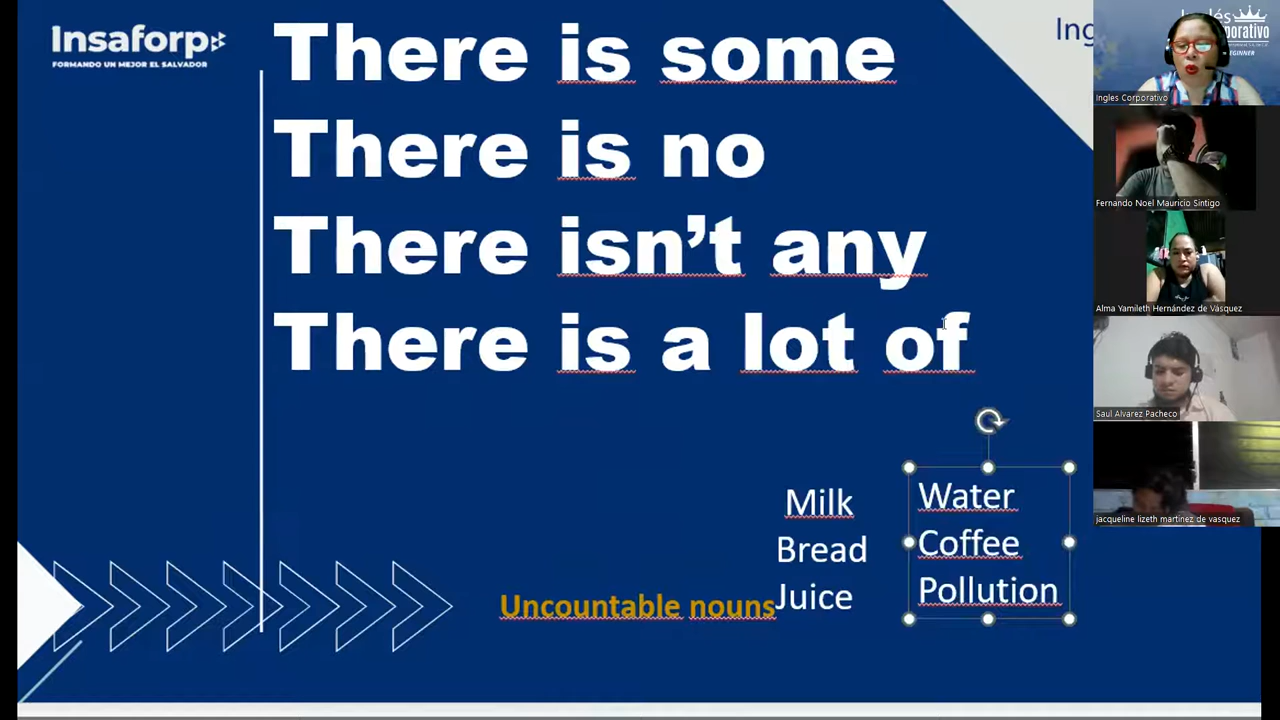 Insaforp
FORMANDO UN MEJOR EL SALVADOR
There is some
There is no
There isn't any
There is a lot of
Milk
Bread
Juice
Water
Coffee
Pollution
Uncountable nouns
Ing
Ingles Corporativo
Fernando Noel Mauricio Sintigo
Alma Yamileth Hernández de Vásquez
Saul Alvarez Pacheco
jacqueline lizeth martinez de vasquez